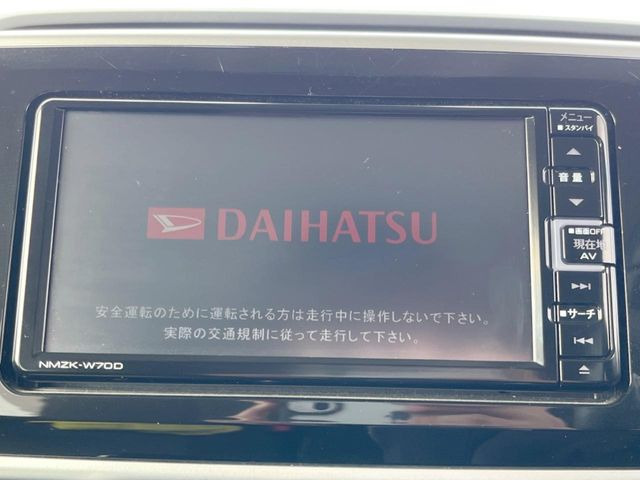 DAIHATSU
安全運転のために運転される方は走行中に操作しないで下さい。
実際の交通規制に従って走行して下さい。
NMZK-W70D
メニュー
■スタンバイ
音量
■画面OFF
現在地
AV
■サーチ